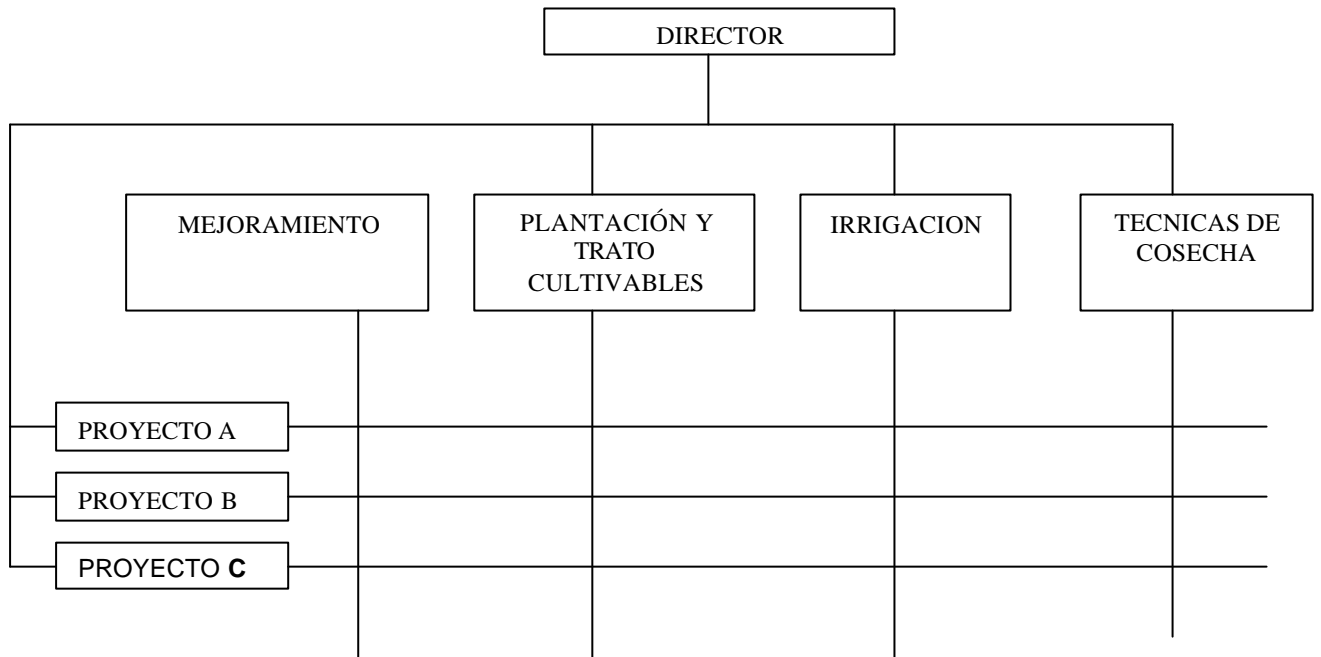 DIRECTOR
MEJORAMIENTO
PLANTACIÓN Y
TRATO
CULTIVABLES
IRRIGACION
TECNICAS DE
COSECHA
PROYECTO A
PROYECTO B
PROYECTO C